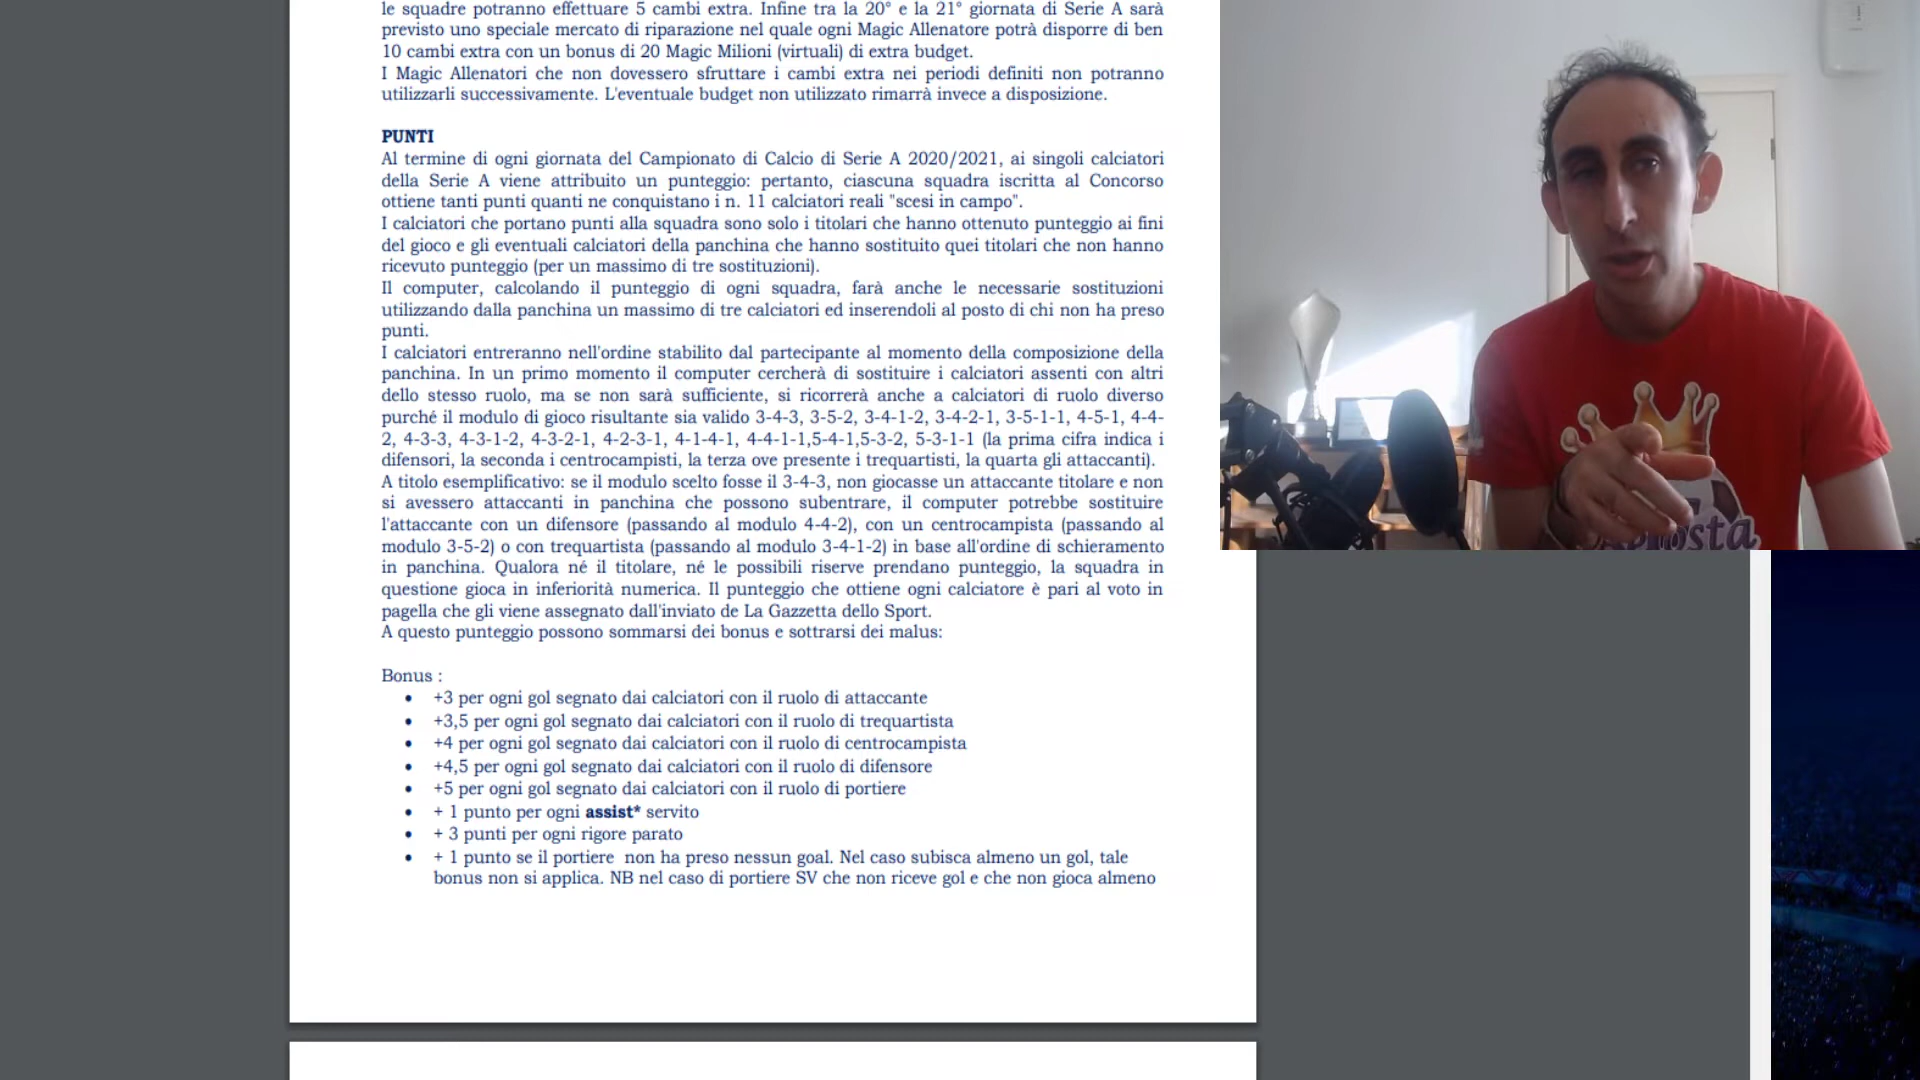 le squadre potranno effettuare 5 cambi extra. Infine tra la 20° e la 21° giornata di Serie A sarà
previsto uno speciale mercato di riparazione nel quale ogni Magic Allenatore potrà disporre di ben
10 cambi extra con un bonus di 20 Magic Milioni (virtuali) di extra budget.
I Magic Allenatori che non dovessero sfruttare i cambi extra nei periodi definiti non potranno
utilizzarli successivamente. L'eventuale budget non utilizzato rimarrà invece a disposizione.
PUNTI
Al termine di ogni giornata del Campionato di Calcio di Serie A 2020/2021, ai singoli calciatori
della Serie A viene attribuito un punteggio: pertanto, ciascuna squadra iscritta al Concorso
ottiene tanti punti quanti ne conquistano i n. 11 calciatori reali "scesi in campo".
I calciatori che portano punti alla squadra sono solo i titolari che hanno ottenuto punteggio ai fini
del gioco e gli eventuali calciatori della panchina che hanno sostituito quei titolari che non hanno
ricevuto punteggio (per un massimo di tre sostituzioni).
Il computer, calcolando il punteggio di ogni squadra, farà anche le necessarie sostituzioni
utilizzando dalla panchina un massimo di tre calciatori ed inserendoli al posto di chi non ha preso
punti.
I calciatori entreranno nell'ordine stabilito dal partecipante al momento della composizione della
panchina. In un primo momento il computer cercherà di sostituire i calciatori assenti con altri
dello stesso ruolo, ma se non sarà sufficiente, si ricorrerà anche a calciatori di ruolo diverso
purché il modulo di gioco risultante sia valido 3-4-3, 3-5-2, 3-4-1-2, 3-4-2-1, 3-5-1-1, 4-5-1, 4-4-
2, 4-3-3, 4-3-1-2, 4-3-2-1, 4-2-3-1, 4-1-4-1, 4-4-1-1,5-4-1,5-3-2, 5-3-1-1 (la prima cifra indica i
difensori, la seconda i centrocampisti, la terza ove presente i trequartisti, la quarta gli attaccanti).
A titolo esemplificativo: se il modulo scelto fosse il 3-4-3, non giocasse un attaccante titolare e non
si avessero attaccanti in panchina che possono subentrare, il computer potrebbe sostituire
l'attaccante con un difensore (passando al modulo 4-4-2), con un centrocampista (passando al
modulo 3-5-2) o con trequartista (passando al modulo 3-4-1-2) in base all'ordine di schieramento
in panchina. Qualora né il titolare, né le possibili riserve prendano punteggio, la squadra in
questione gioca in inferiorità numerica. Il punteggio che ottiene ogni calciatore è pari al voto in
pagella che gli viene assegnato dall'inviato de La Gazzetta dello Sport.
A questo punteggio possono sommarsi dei bonus e sottrarsi dei malus:
Bonus :
• +3 per ogni gol segnato dai calciatori con il ruolo di attaccante
• +3,5 per ogni gol segnato dai calciatori con il ruolo di trequartista
• +4 per ogni gol segnato dai calciatori con il ruolo di centrocampista
• +4,5 per ogni gol segnato dai calciatori con il ruolo di difensore
• +5 per ogni gol segnato dai calciatori con il ruolo di portiere
• + 1 punto per ogni assist* servito
• + 3 punti per ogni rigore parato
• + 1 punto se il portiere  non ha preso nessun goal. Nel caso subisca almeno un gol, tale
bonus non si applica. NB nel caso di portiere SV che non riceve gol e che non gioca almeno